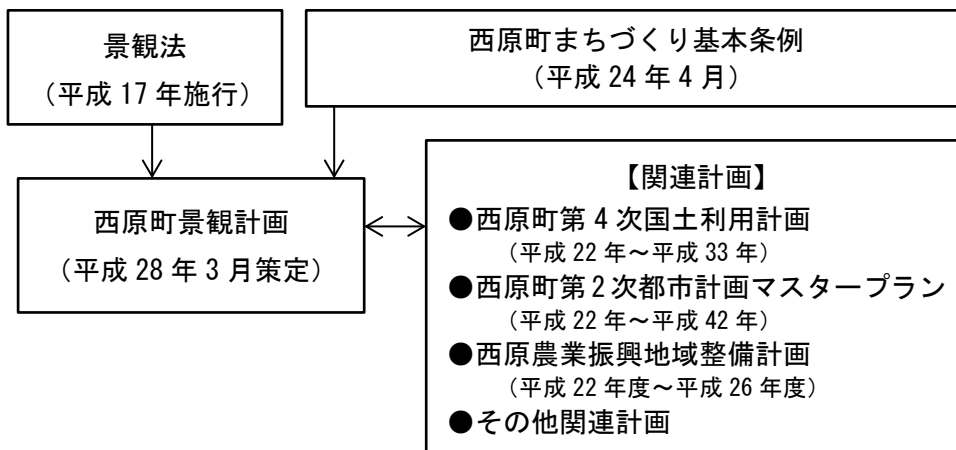 景観法
（平成 17 年施行）
西原町まちづくり基本条例
（平成 24 年 4 月）
西原町景観計画
（平成 28 年 3 月策定）
【関連計画】
●西原町第 4 次国土利用計画
（平成 22 年～平成 33 年）
●西原町第 2 次都市計画マスタープラン
（平成 22 年～平成 42 年）
●西原農業振興地域整備計画
（平成 22 年度～平成 26 年度）
●その他関連計画